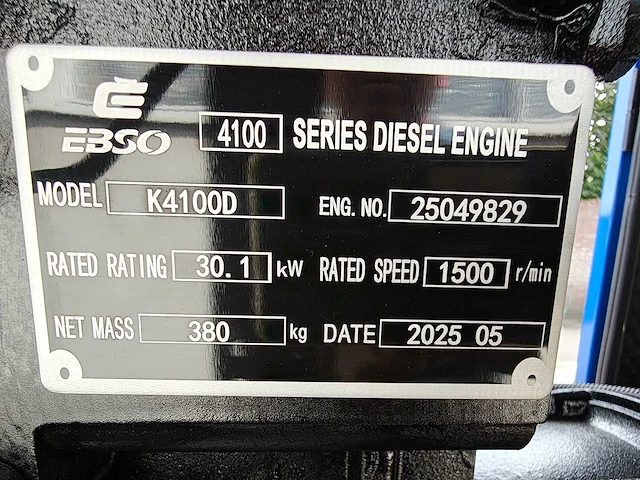 EBSO 4100 SERIES DIESEL ENGINE
MODEL K4100D ENG. NO. 25049829
RATED RATING 30.1 kW RATED SPEED 1500 r/min
NET MASS 380 kg DATE 2025 05